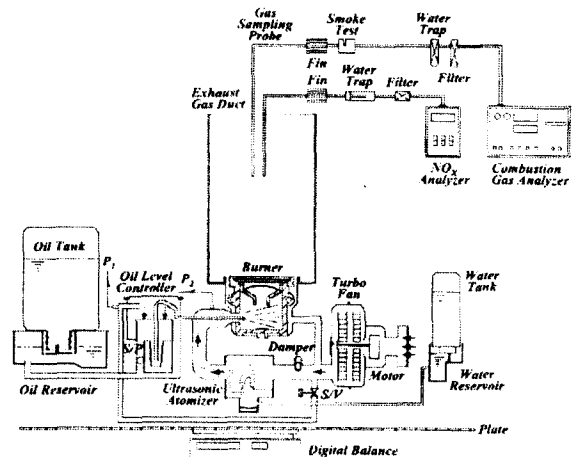 Gas
Sampling
Probe
Smoke
Test
Water
Trap
Fin
Filter
Fin
Water
Trap
Filter
Exhaust
Gas Duct
NOX
Analyzer
Combustion
Gas Analyzer
Oil Tank
P1
Oil Level
Controller
P2
Burner
Turbo
Fan
Water
Tank
S/P
Damper
Oil Reservoir
Ultrasonic
Atomizer
Motor
S/V
Water
Reservoir
Plate
Digital Balance